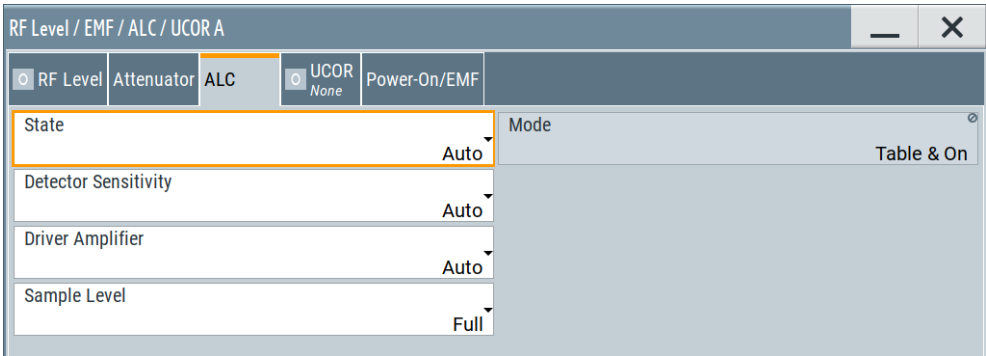 RF Level / EMF / ALC / UCOR A
RF Level
Attenuator
ALC
UCOR
None
Power-On/EMF
State
Auto
Mode
Table & On
Detector Sensitivity
Auto
Driver Amplifier
Auto
Sample Level
Full